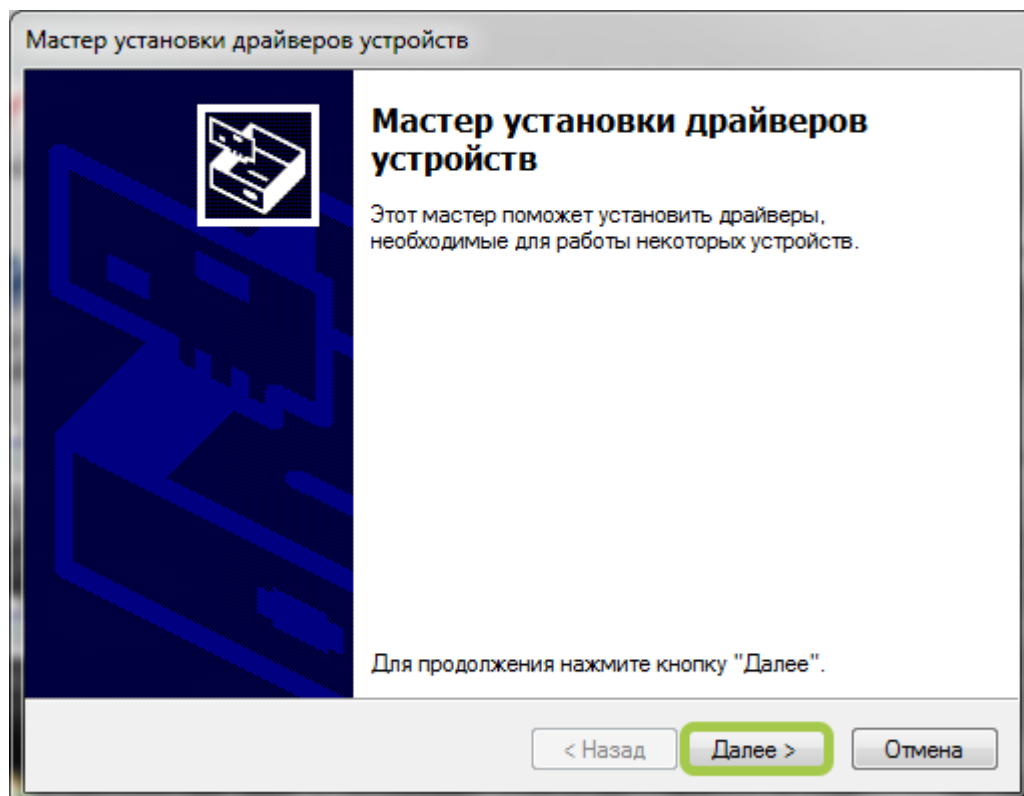 Мастер установки драйверов устройств
Мастер установки драйверов
устройств
Этот мастер поможет установить драйверы,
необходимые для работы некоторых устройств.
Для продолжения нажмите кнопку "Далее".
< Назад
Далее >
Отмена